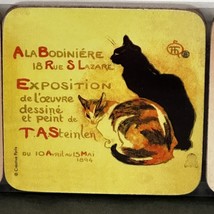 A LA BODINIÈRE
18 RUE ST LAZARE
EXPOSITION
de L'ŒUVRE
dessiné
et peint de
T A STEINLEN
DU 10 AVRIL AU 15 MAI
1894